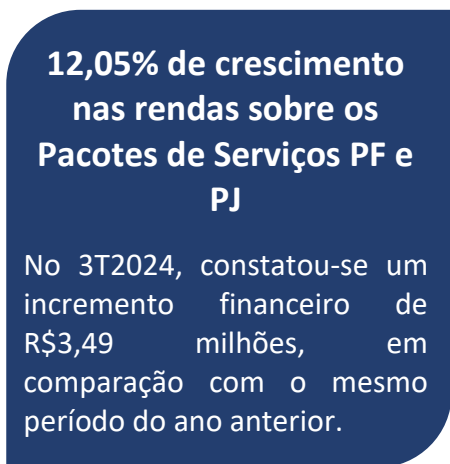 12,05% de crescimento
nas rendas sobre os
Pacotes de Serviços PF e
PJ
No 3T2024, constatou-se um
incremento financeiro de
R$3,49 milhões, em
comparação com o mesmo
período do ano anterior.